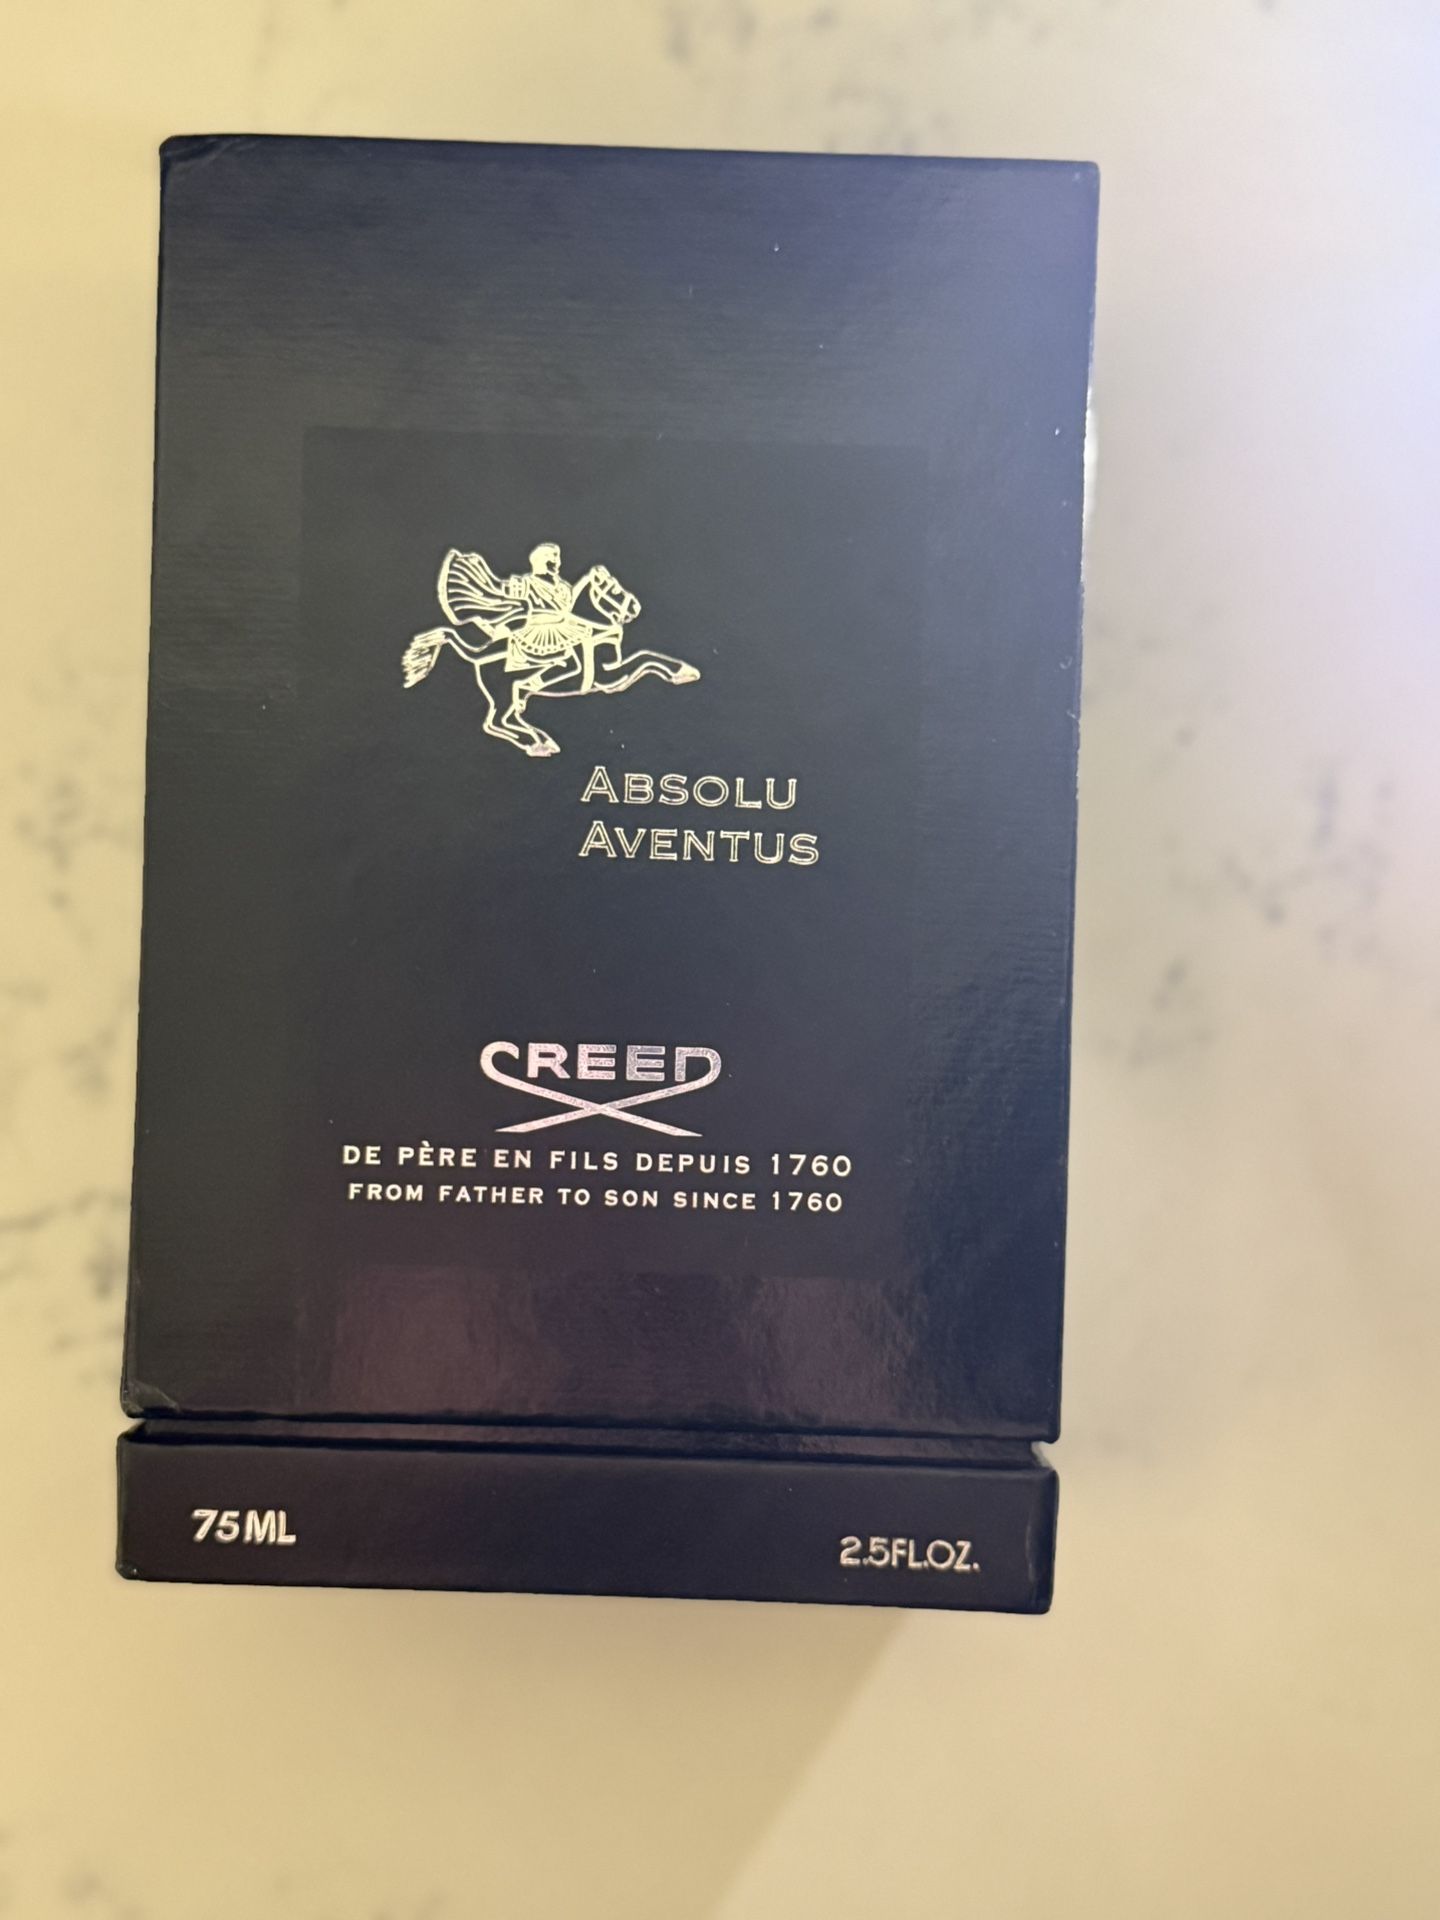 ABSOLU
AVENTUS
CREED
DE PÈRE EN FILS DEPUIS 1760
FROM FATHER TO SON SINCE 1760
75ML
2.5FL.OZ.